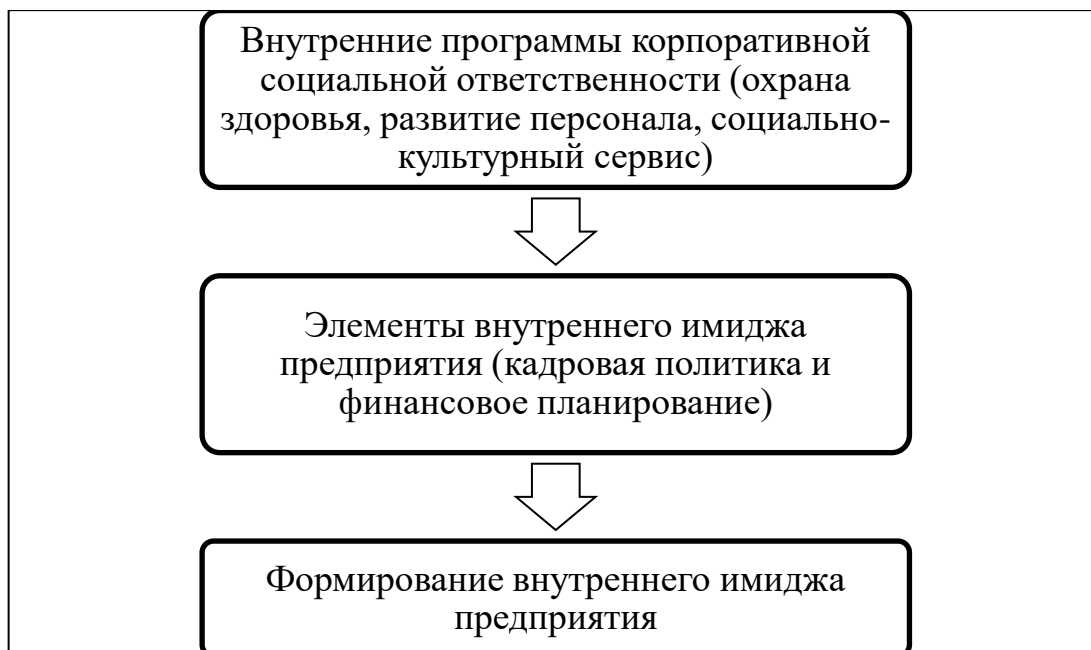 Внутренние программы корпоративной
социальной ответственности (охрана
здоровья, развитие персонала, социально-
культурный сервис)
Элементы внутреннего имиджа
предприятия (кадровая политика и
финансовое планирование)
Формирование внутреннего имиджа
предприятия